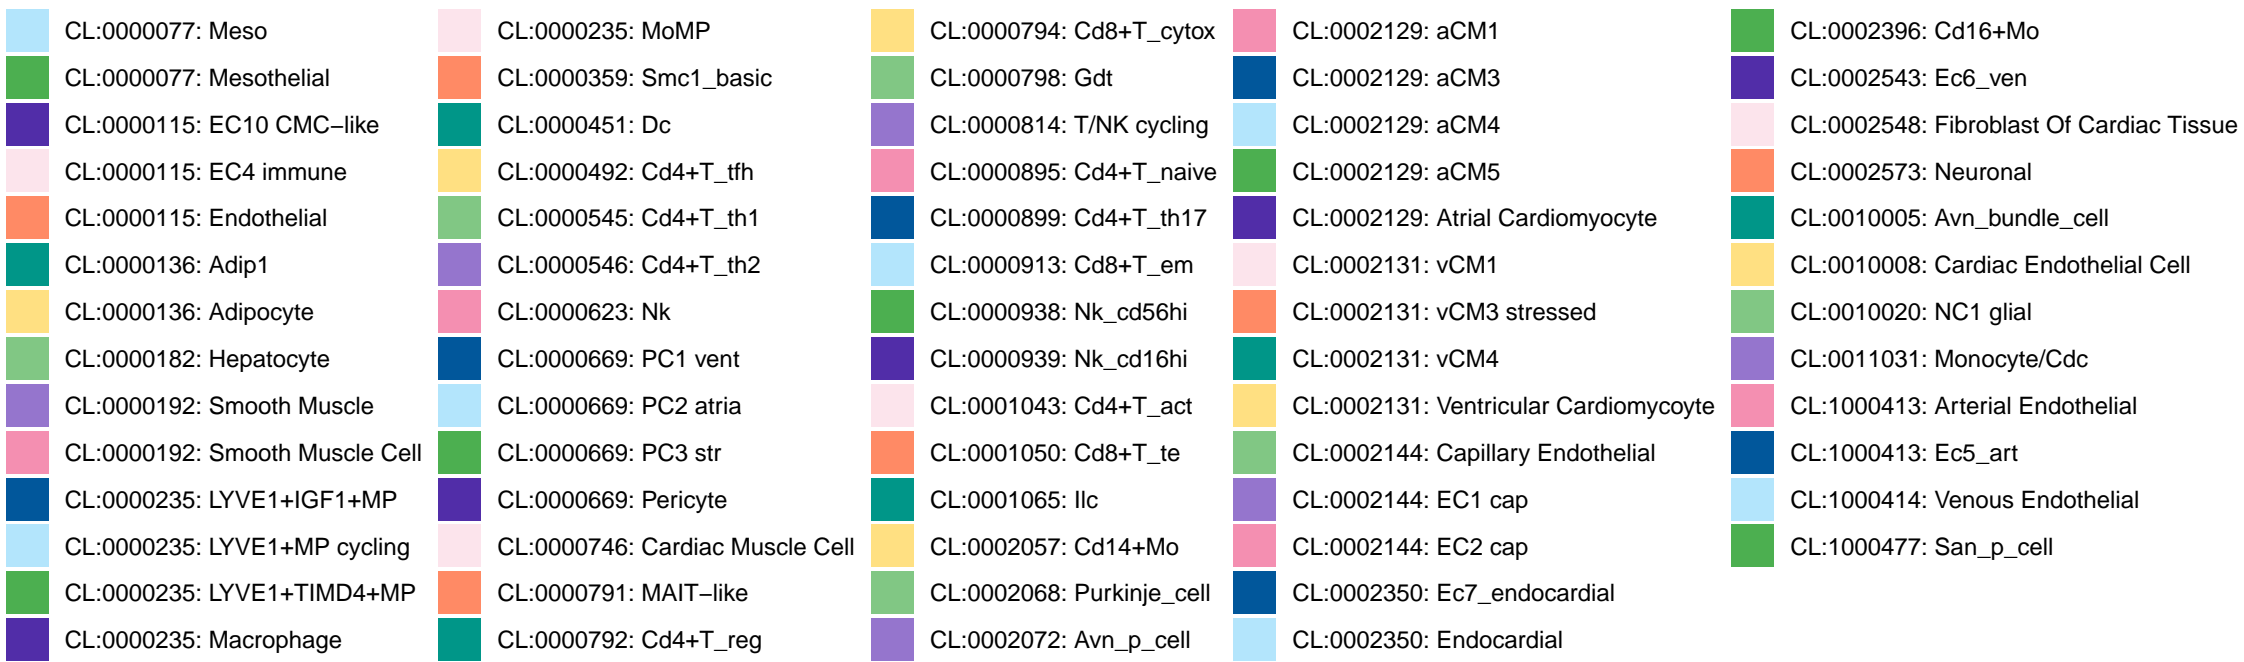 CL:0000077: Meso
CL:0000077: Mesothelial
CL:0000115: EC10 CMC−like
CL:0000115: EC4 immune
CL:0000115: Endothelial
CL:0000136: Adip1
CL:0000136: Adipocyte
CL:0000182: Hepatocyte
CL:0000192: Smooth Muscle
CL:0000192: Smooth Muscle Cell
CL:0000235: LYVE1+IGF1+MP
CL:0000235: LYVE1+MP cycling
CL:0000235: LYVE1+TIMD4+MP
CL:0000235: Macrophage
CL:0000235: MoMP
CL:0000359: Smc1_basic
CL:0000451: Dc
CL:0000492: Cd4+T_tfh
CL:0000545: Cd4+T_th1
CL:0000546: Cd4+T_th2
CL:0000623: Nk
CL:0000669: PC1 vent
CL:0000669: PC2 atria
CL:0000669: PC3 str
CL:0000669: Pericyte
CL:0000746: Cardiac Muscle Cell
CL:0000791: MAIT−like
CL:0000792: Cd4+T_reg
CL:0000794: Cd8+T_cytox
CL:0000798: Gdt
CL:0000814: T/NK cycling
CL:0000895: Cd4+T_naive
CL:0000899: Cd4+T_th17
CL:0000913: Cd8+T_em
CL:0000938: Nk_cd56hi
CL:0000939: Nk_cd16hi
CL:0001043: Cd4+T_act
CL:0001050: Cd8+T_te
CL:0001065: Ilc
CL:0002057: Cd14+Mo
CL:0002068: Purkinje_cell
CL:0002072: Avn_p_cell
CL:0002129: aCM1
CL:0002129: aCM3
CL:0002129: aCM4
CL:0002129: aCM5
CL:0002129: Atrial Cardiomyocyte
CL:0002131: vCM1
CL:0002131: vCM3 stressed
CL:0002131: vCM4
CL:0002131: Ventricular Cardiomycoyte
CL:0002144: Capillary Endothelial
CL:0002144: EC1 cap
CL:0002144: EC2 cap
CL:0002350: Ec7_endocardial
CL:0002350: Endocardial
CL:0002396: Cd16+Mo
CL:0002543: Ec6_ven
CL:0002548: Fibroblast Of Cardiac Tissue
CL:0002573: Neuronal
CL:0010005: Avn_bundle_cell
CL:0010008: Cardiac Endothelial Cell
CL:0010020: NC1 glial
CL:0011031: Monocyte/Cdc
CL:1000413: Arterial Endothelial
CL:1000413: Ec5_art
CL:1000414: Venous Endothelial
CL:1000477: San_p_cell